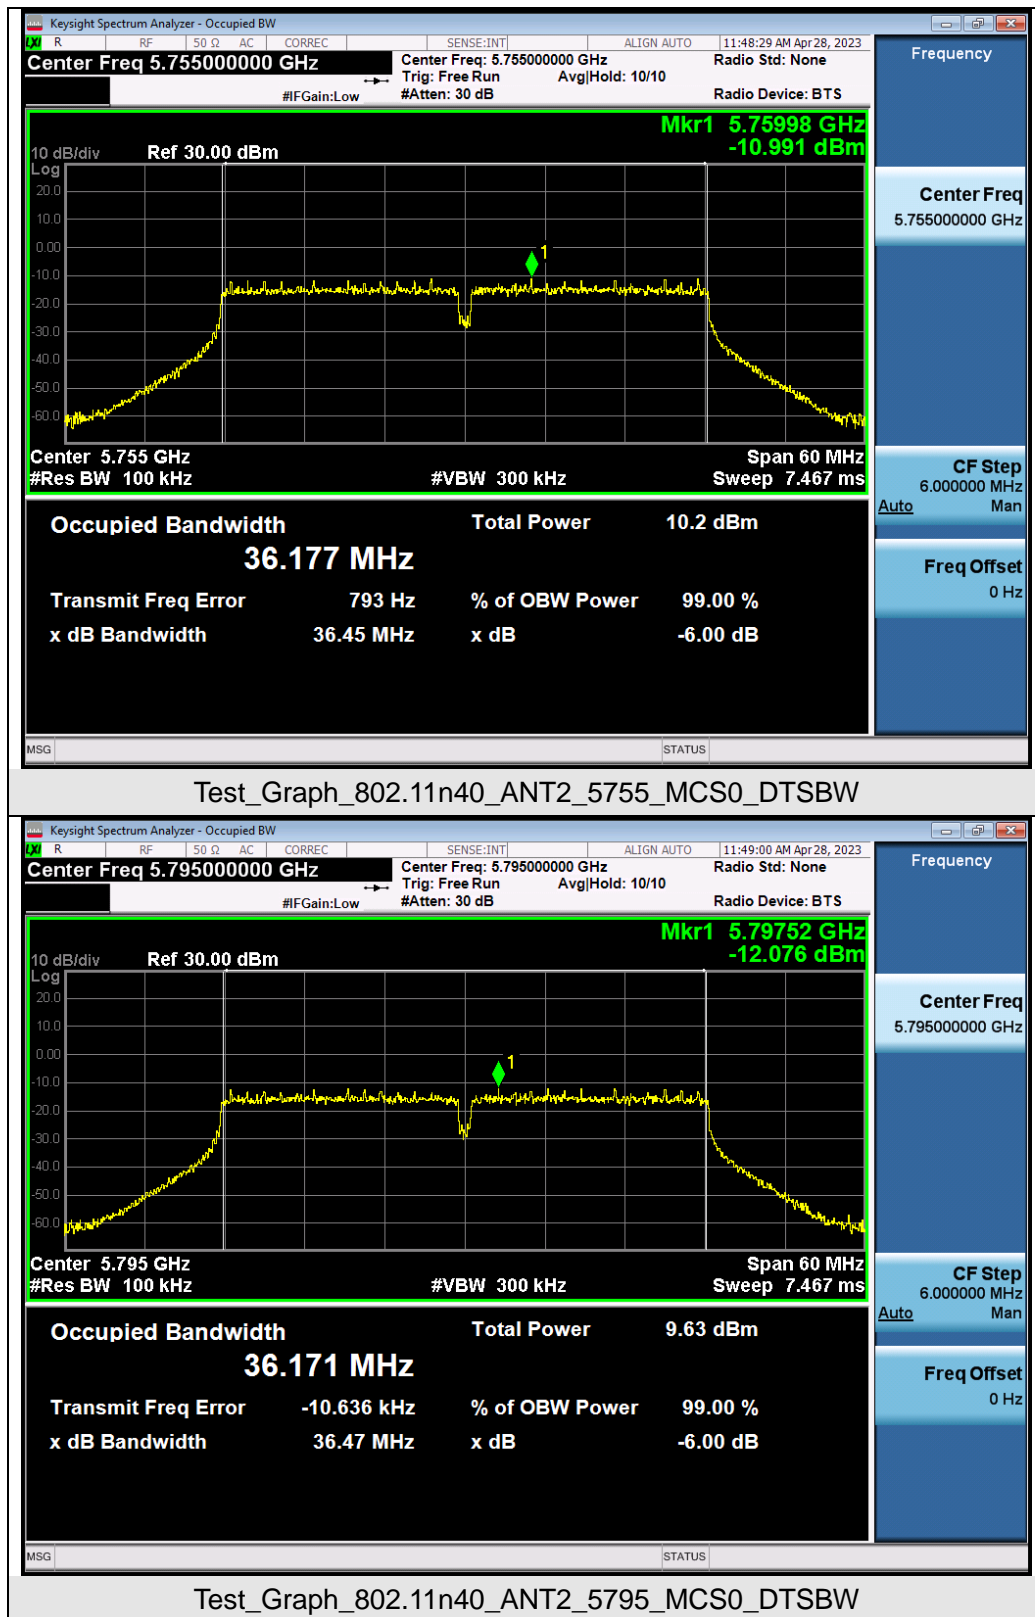 Keysight Spectrum Analyzer - Occupied BW
LXI R RF 50 Ω AC CORREC SENSE:INT ALIGN AUTO 11:48:29 AM Apr 28, 2023
Center Freq 5.755000000 GHz
Center Freq: 5.755000000 GHz Radio Std: None
Trig: Free Run Avg|Hold: 10/10
#IFGain:Low #Atten: 30 dB Radio Device: BTS
Frequency
Mkr1 5.75998 GHz
-10.991 dBm
10 dB/div Ref 30.00 dBm
Log
20.0
10.0
0.00
-10.0
-20.0
-30.0
-40.0
-50.0
-60.0
1
Center Freq
5.755000000 GHz
Center 5.755 GHz Span 60 MHz
#Res BW 100 kHz #VBW 300 kHz Sweep 7.467 ms
CF Step
6.000000 MHz
Auto Man
Occupied Bandwidth Total Power 10.2 dBm
36.177 MHz
Transmit Freq Error 793 Hz % of OBW Power 99.00 %
x dB Bandwidth 36.45 MHz x dB -6.00 dB
Freq Offset
0 Hz
MSG STATUS
Test_Graph_802.11n40_ANT2_5755_MCS0_DTSBW
Keysight Spectrum Analyzer - Occupied BW
LXI R RF 50 Ω AC CORREC SENSE:INT ALIGN AUTO 11:49:00 AM Apr 28, 2023
Center Freq 5.795000000 GHz
Center Freq: 5.795000000 GHz Radio Std: None
Trig: Free Run Avg|Hold: 10/10
#IFGain:Low #Atten: 30 dB Radio Device: BTS
Frequency
Mkr1 5.79752 GHz
-12.076 dBm
10 dB/div Ref 30.00 dBm
Log
20.0
10.0
0.00
-10.0
-20.0
-30.0
-40.0
-50.0
-60.0
1
Center Freq
5.795000000 GHz
Center 5.795 GHz Span 60 MHz
#Res BW 100 kHz #VBW 300 kHz Sweep 7.467 ms
CF Step
6.000000 MHz
Auto Man
Occupied Bandwidth Total Power 9.63 dBm
36.171 MHz
Transmit Freq Error -10.636 kHz % of OBW Power 99.00 %
x dB Bandwidth 36.47 MHz x dB -6.00 dB
Freq Offset
0 Hz
MSG STATUS
Test_Graph_802.11n40_ANT2_5795_MCS0_DTSBW